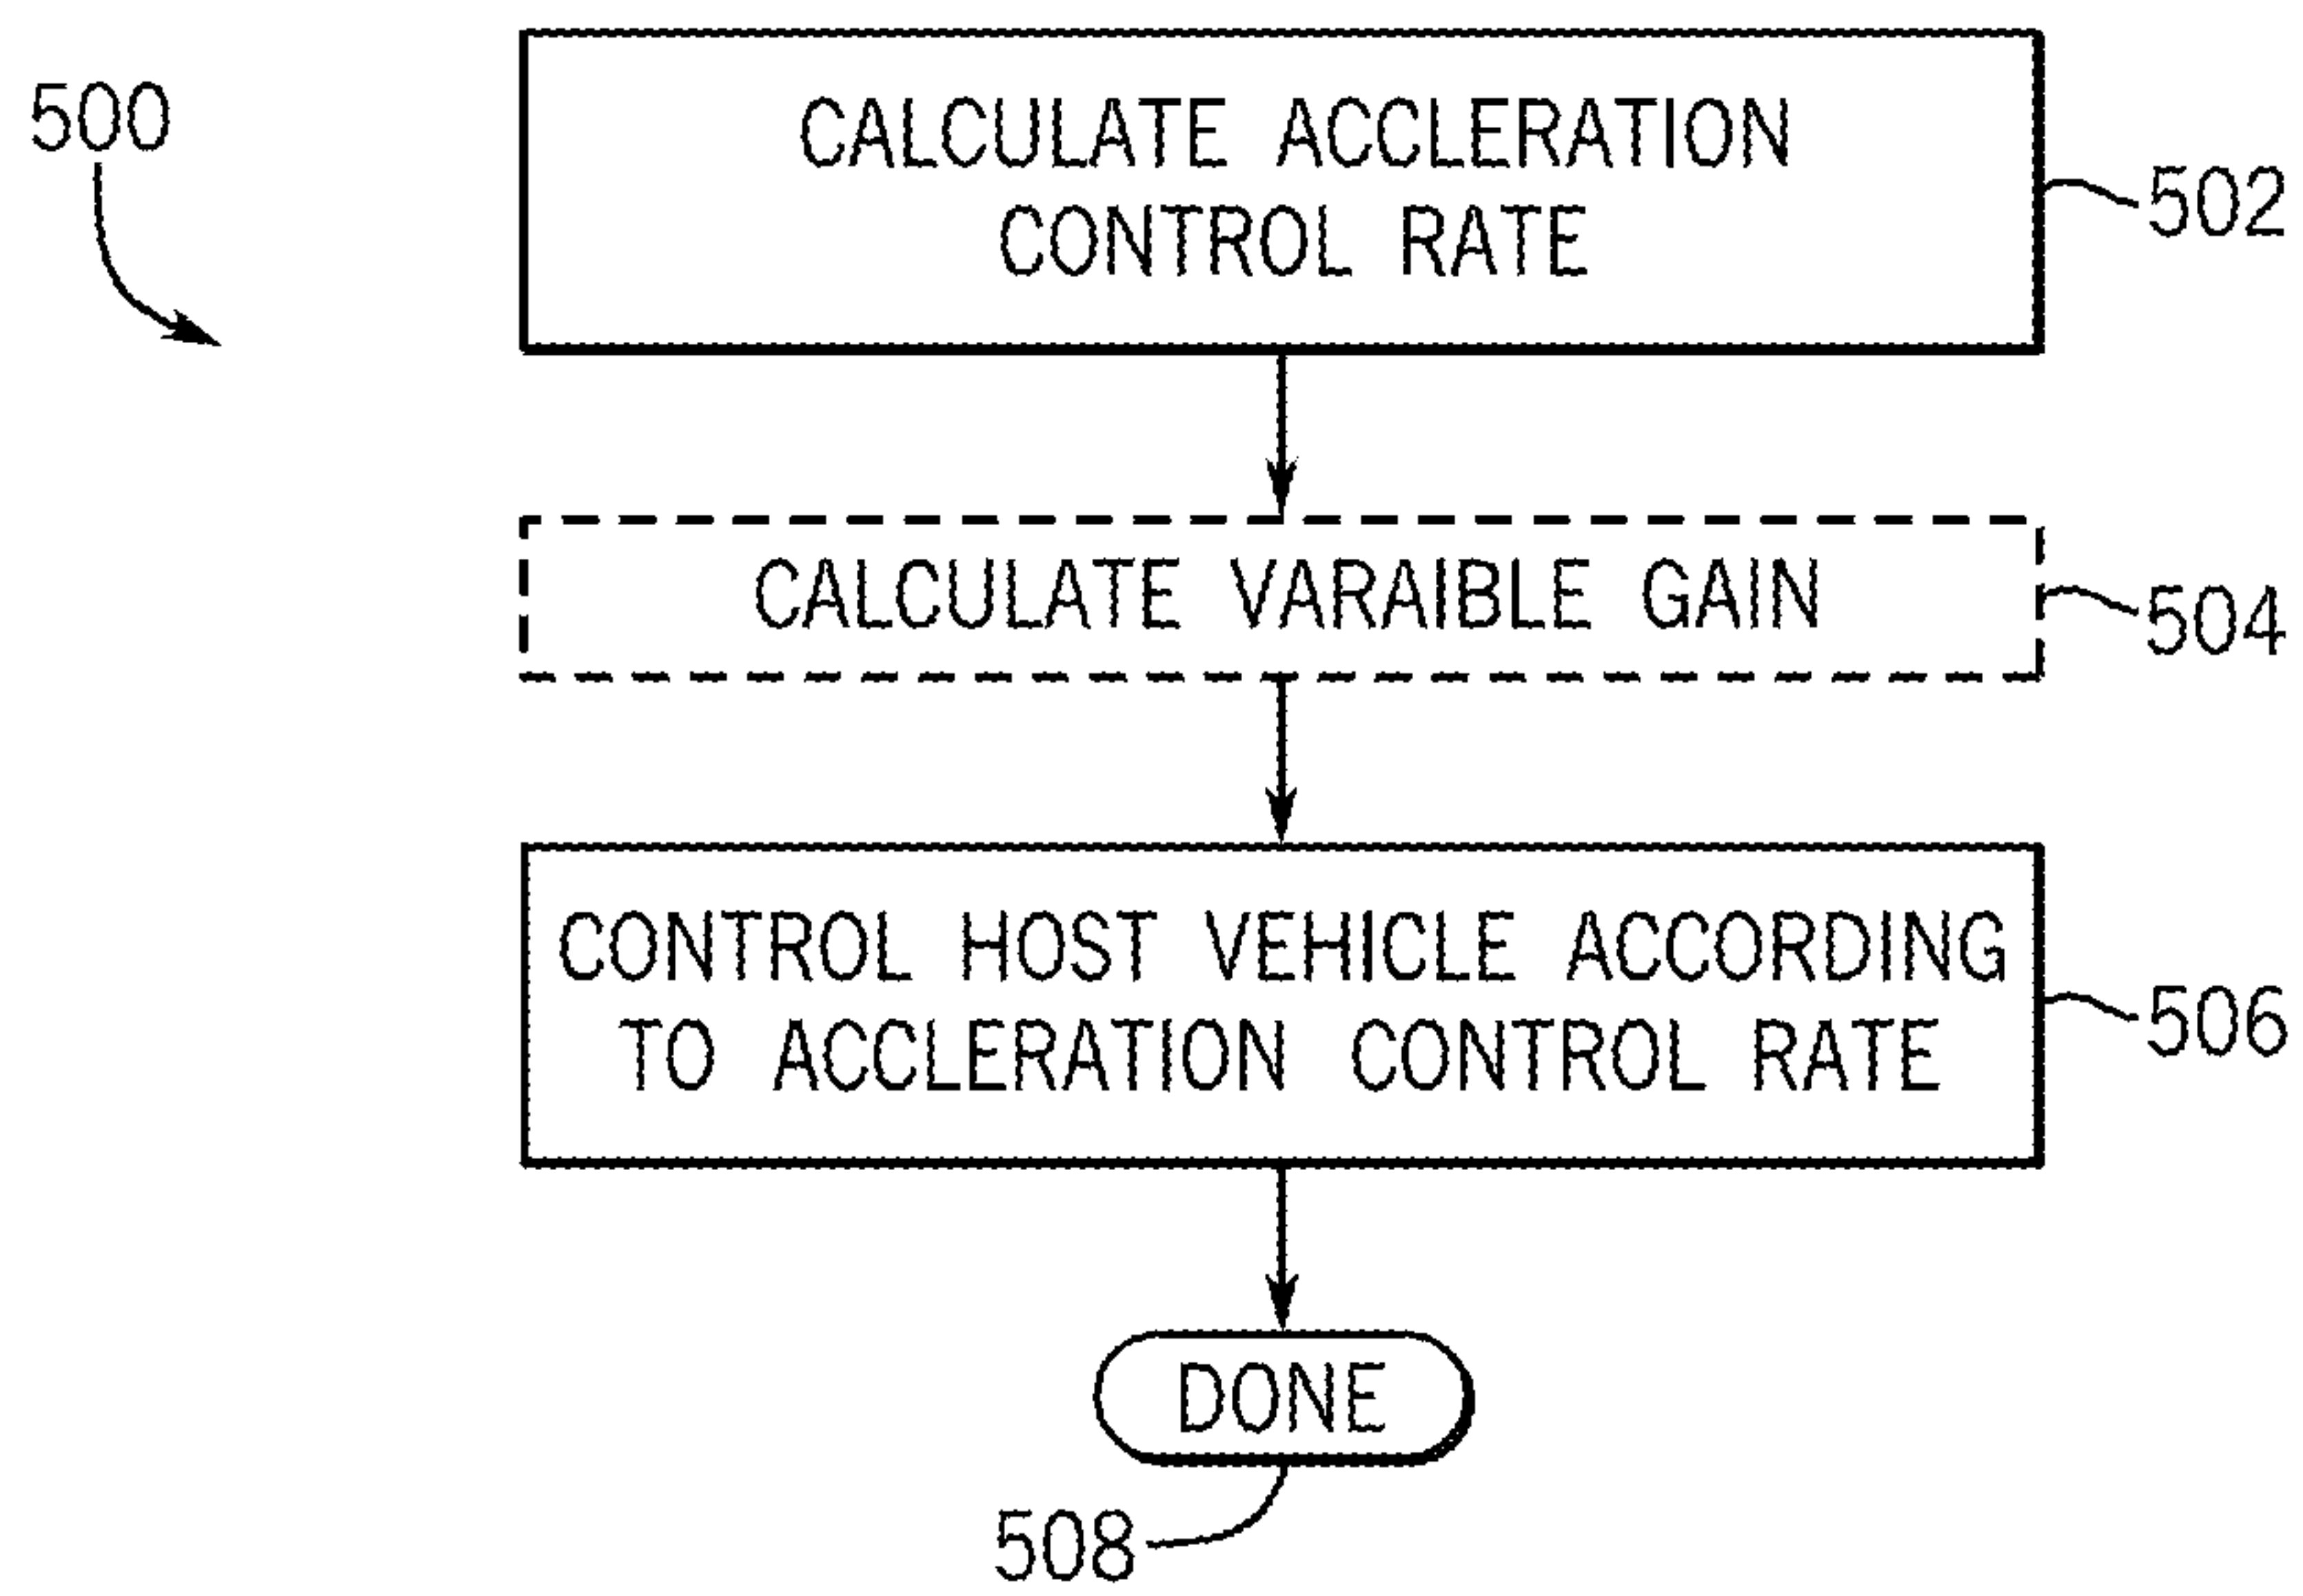 500
CALCULATE ACCLERATION
CONTROL RATE
502
CALCULATE VARAIBLE GAIN
504
CONTROL HOST VEHICLE ACCORDING
TO ACCLERATION CONTROL RATE
506
DONE
508